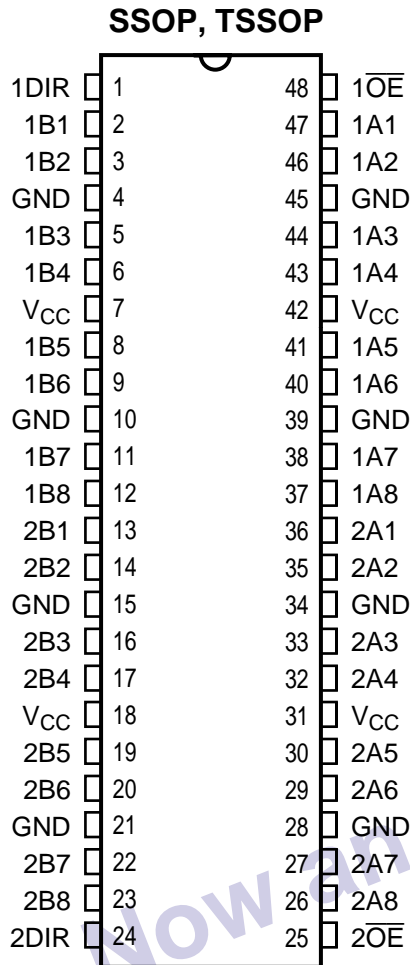 SSOP, TSSOP
1DIR 1 48 1O̅E̅
1B1 2 47 1A1
1B2 3 46 1A2
GND 4 45 GND
1B3 5 44 1A3
1B4 6 43 1A4
VCC 7 42 VCC
1B5 8 41 1A5
1B6 9 40 1A6
GND 10 39 GND
1B7 11 38 1A7
1B8 12 37 1A8
2B1 13 36 2A1
2B2 14 35 2A2
GND 15 34 GND
2B3 16 33 2A3
2B4 17 32 2A4
VCC 18 31 VCC
2B5 19 30 2A5
2B6 20 29 2A6
GND 21 28 GND
2B7 22 27 2A7
2B8 23 26 2A8
2DIR 24 25 2O̅E̅
Now an